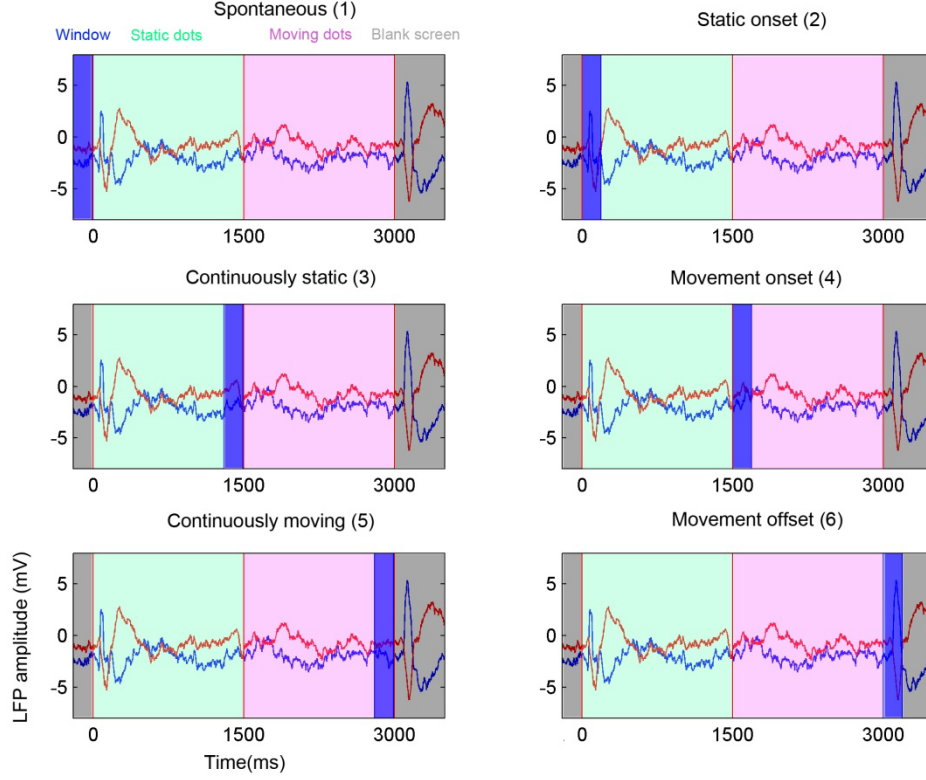 Spontaneous (1)
Static onset (2)
Window Static dots Moving dots Blank screen
5
0
-5
0 1500 3000
5
0
-5
0 1500 3000
Continuously static (3)
Movement onset (4)
5
0
-5
0 1500 3000
5
0
-5
0 1500 3000
Continuously moving (5)
Movement offset (6)
LFP amplitude (mV)
5
0
-5
0 1500 3000
Time(ms)
5
0
-5
0 1500 3000